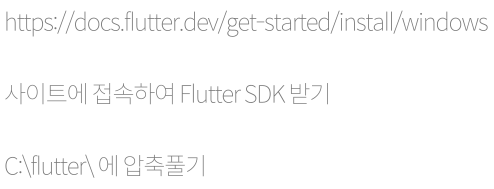 https://docs.flutter.dev/get-started/install/windows
사이트에 접속하여 Flutter SDK 받기
C:\flutter\ 에 압축풀기